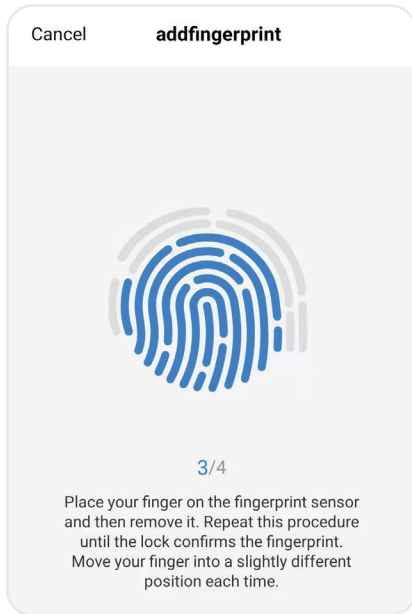 Cancel addfingerprint
3/4
Place your finger on the fingerprint sensor
and then remove it. Repeat this procedure
until the lock confirms the fingerprint.
Move your finger into a slightly different
position each time.